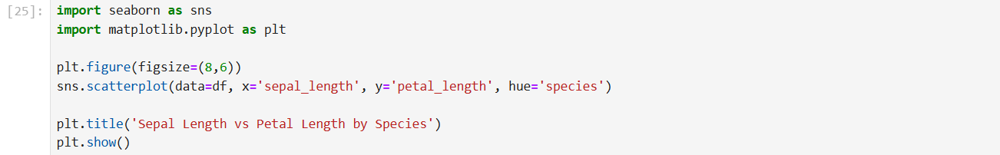 [25]: import seaborn as sns
import matplotlib.pyplot as plt
plt.figure(figsize=(8,6))
sns.scatterplot(data=df, x='sepal_length', y='petal_length', hue='species')
plt.title('Sepal Length vs Petal Length by Species')
plt.show()